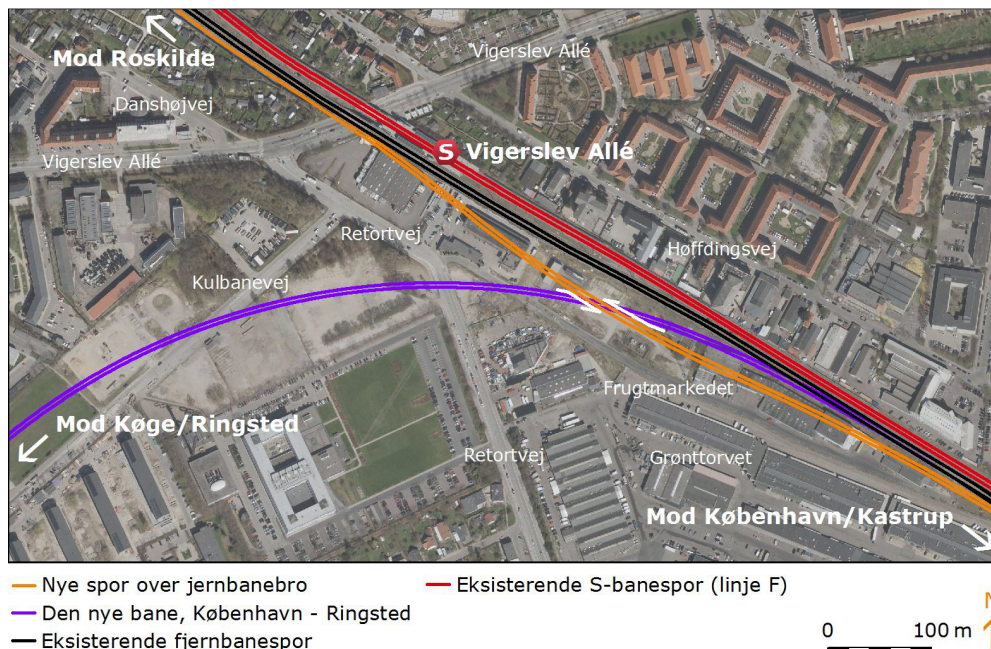 Mod Roskilde
Vigerslev Allé
Danshøjvej
Vigerslev Allé
S Vigerslev Allé
Retortvej
Høffdingsvej
Kulbanevej
Frugtmarkedet
Mod Køge/Ringsted
Retortvej
Grønttorvet
Mod København/Kastrup
Nye spor over jernbanebro
Eksisterende S-banespor (linje F)
Den nye bane, København - Ringsted
Eksisterende fjernbanespor
0 100 m
N